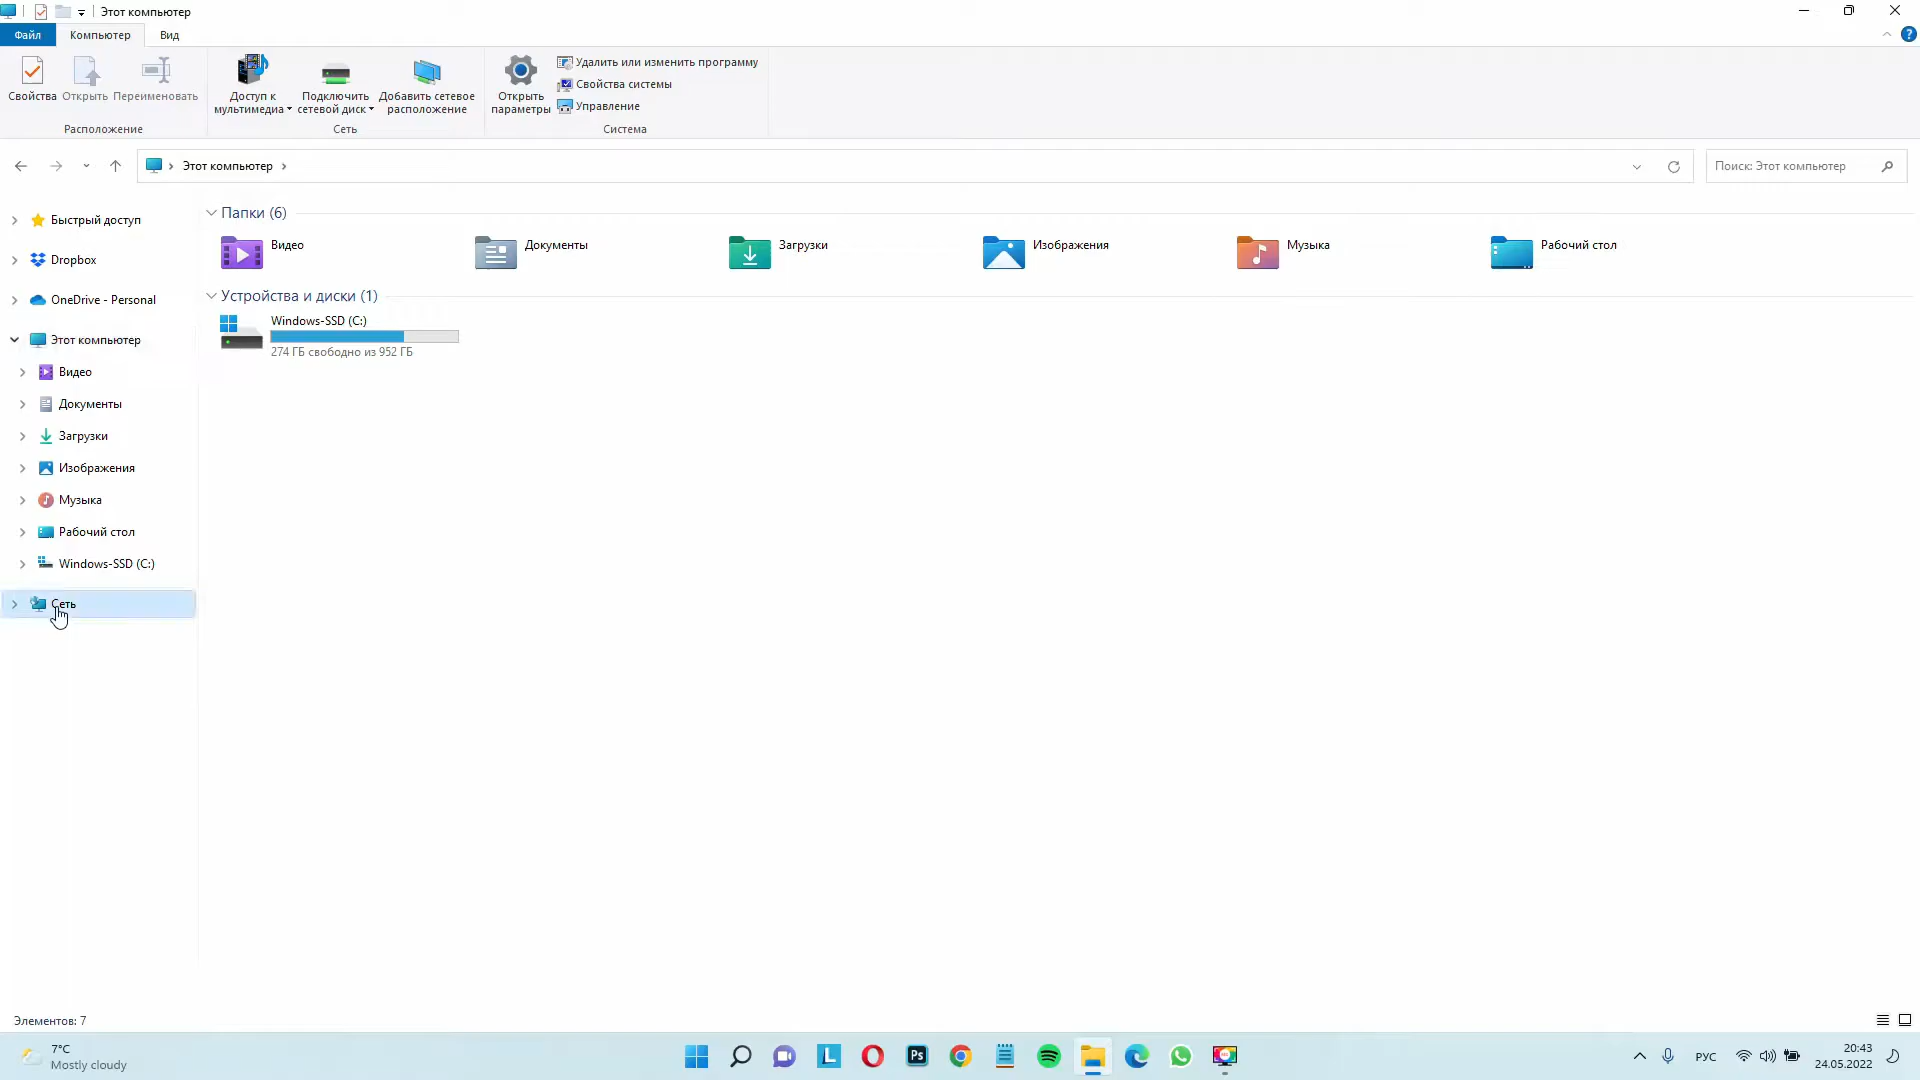 Этот компьютер
Файл
Компьютер
Вид
Свойства
Открыть
Переименовать
Расположение
Доступ к
мультимедиа
Подключить
сетевой диск
Добавить сетевое
расположение
Сеть
Открыть
параметры
Удалить или изменить программу
Свойства системы
Управление
Система
Этот компьютер
Поиск: Этот компьютер
Быстрый доступ
Dropbox
OneDrive - Personal
Этот компьютер
Видео
Документы
Загрузки
Изображения
Музыка
Рабочий стол
Windows-SSD (C:)
Сеть
Папки (6)
Видео
Документы
Загрузки
Изображения
Музыка
Рабочий стол
Устройства и диски (1)
Windows-SSD (C:)
274 ГБ свободно из 952 ГБ
Элементов: 7
7°C
Mostly cloudy
L
Ps
РУС
20:43
24.05.2022